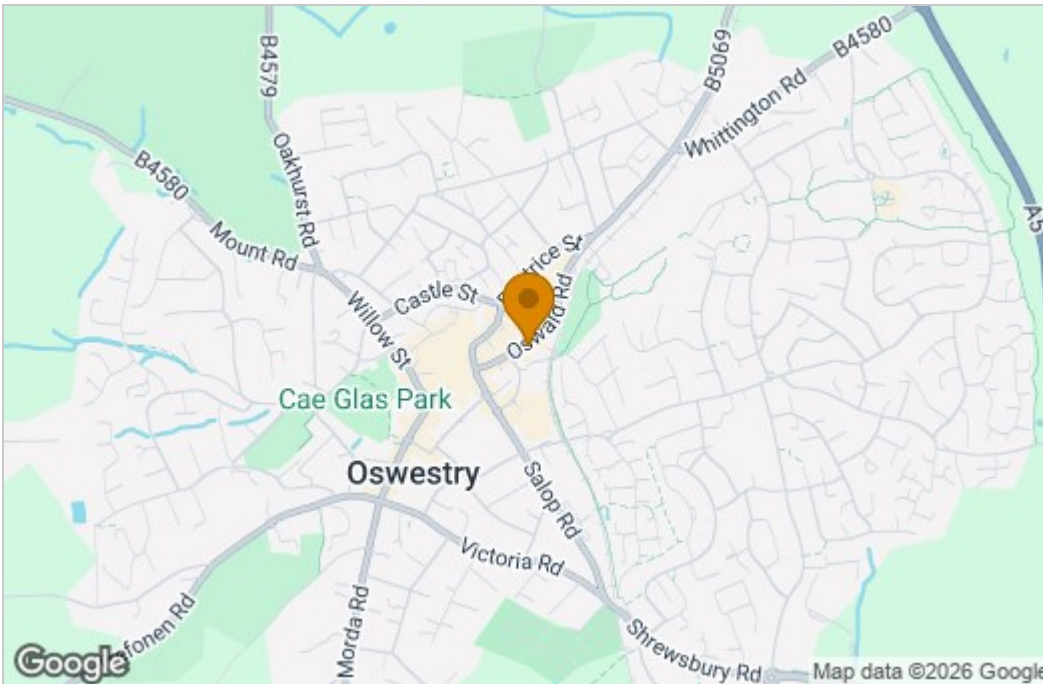 B4579
B4580
B5069
Whittington Rd
Oakhurst Rd
B4580
Mount Rd
A5
Castle St
Willow St
Oswald Rd
Cae Glas Park
Oswestry
Salop Rd
Victoria Rd
Morda Rd
Shrewsbury Rd
Google
Map data ©2026 Google